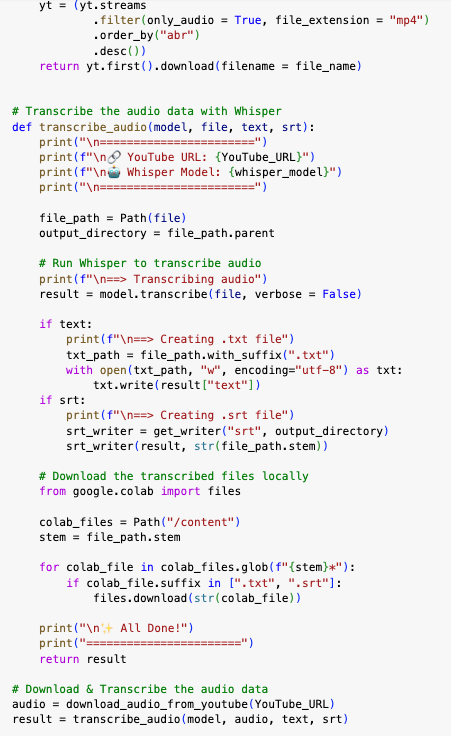 yt = (yt.streams
            .filter(only_audio = True, file_extension = "mp4")
            .order_by("abr")
            .desc())
    return yt.first().download(filename = file_name)

# Transcribe the audio data with Whisper
def transcribe_audio(model, file, text, srt):
    print("\n=======================")
    print(f"\n🔗 YouTube URL: {YouTube_URL}")
    print(f"\n🤖 Whisper Model: {whisper_model}")
    print("\n=======================")

    file_path = Path(file)
    output_directory = file_path.parent

    # Run Whisper to transcribe audio
    print(f"\n==> Transcribing audio")
    result = model.transcribe(file, verbose = False)

    if text:
        print(f"\n==> Creating .txt file")
        txt_path = file_path.with_suffix(".txt")
        with open(txt_path, "w", encoding="utf-8") as txt:
            txt.write(result["text"])
    if srt:
        print(f"\n==> Creating .srt file")
        srt_writer = get_writer("srt", output_directory)
        srt_writer(result, str(file_path.stem))

    # Download the transcribed files locally
    from google.colab import files

    colab_files = Path("/content")
    stem = file_path.stem

    for colab_file in colab_files.glob(f"{stem}*"):
        if colab_file.suffix in [".txt", ".srt"]:
            files.download(str(colab_file))

    print("\n✨ All Done!")
    print("=======================")
    return result

# Download & Transcribe the audio data
audio = download_audio_from_youtube(YouTube_URL)
result = transcribe_audio(model, audio, text, srt)